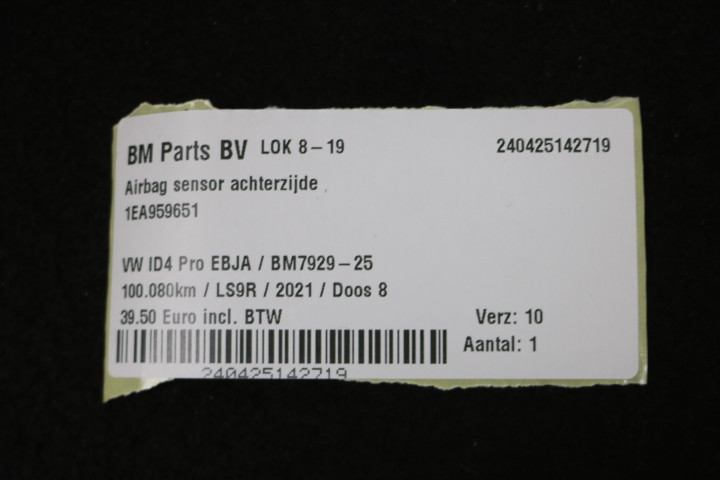 BM Parts BV LOK 8-19 240425142719
Airbag sensor achterzijde
1EA959651
VW ID4 Pro EBJA / BM7929-25
100.080km / LS9R / 2021 / Doos 8
39.50 Euro incl. BTW Verz: 10
Aantal: 1
240425142719